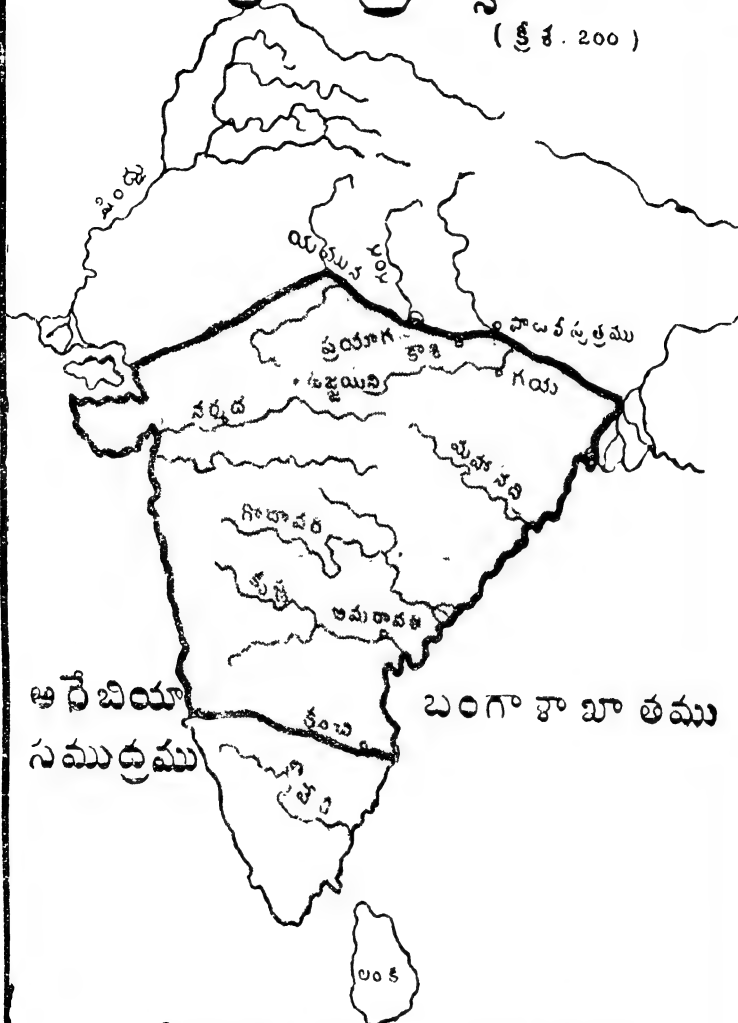 ( క్రీ శ. 200 )
సింధు
యమున
గంగ
పాటలీపుత్రము
ప్రయాగ
కాశి
ఉజ్జయిని
గయ
నర్మద
మహానది
గోదావరి
కృష్ణ
అమరావతి
అరేబియా
సముద్రము
బంగాళాఖాతము
కంచి
కావేరి
లంక